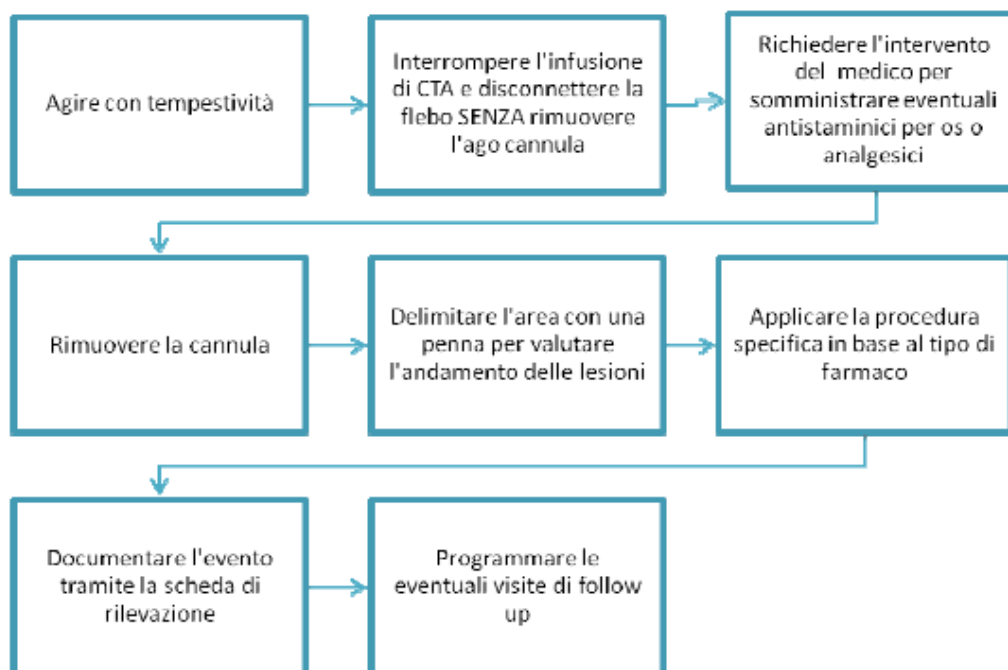 Agire con tempestività
Interrompere l'infusione
di CTA e disconnettere la
flebo SENZA rimuovere
l'ago cannula
Richiedere l'intervento
del medico per
somministrare eventuali
antistaminici per os o
analgesici
Rimuovere la cannula
Delimitare l'area con una
penna per valutare
l'andamento delle lesioni
Applicare la procedura
specifica in base al tipo di
farmaco
Documentare l'evento
tramite la scheda di
rilevazione
Programmare le
eventuali visite di follow
up